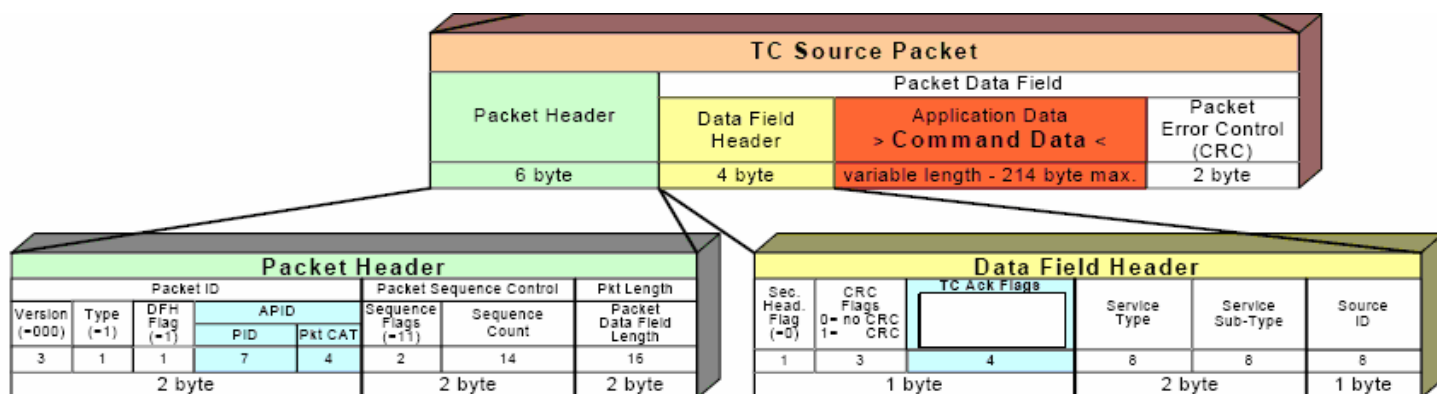 TC Source Packet
Packet Header
Packet Data Field
Data Field
Header
Application Data
> Command Data <
Packet
Error Control
(CRC)
6 byte
4 byte
variable length - 214 byte max.
2 byte
Packet Header
Packet ID
Packet Sequence Control
Pkt Length
Version
(=000)
Type
(=1)
DFH
Flag
(=1)
APID
PID
Pkt CAT
Sequence
Flags
(=11)
Sequence
Count
Packet
Data Field
Length
3
1
1
7
4
2
14
16
2 byte
2 byte
2 byte
Data Field Header
Sec.
Head.
Flag
(=0)
CRC
Flags
0= no CRC
1= CRC
TC Ack Flags
Service
Type
Service
Sub-Type
Source
ID
1
3
4
8
8
8
1 byte
2 byte
1 byte